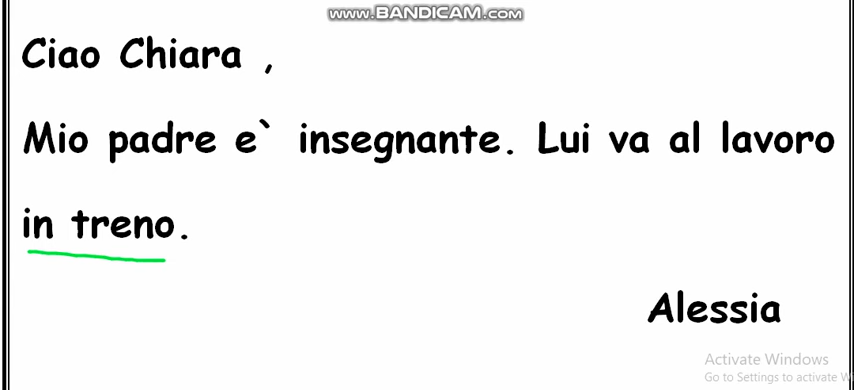 www.BANDICAM.com
Ciao Chiara ,
Mio padre e` insegnante. Lui va al lavoro
in treno.
Alessia
Activate Windows
Go to Settings to activate W